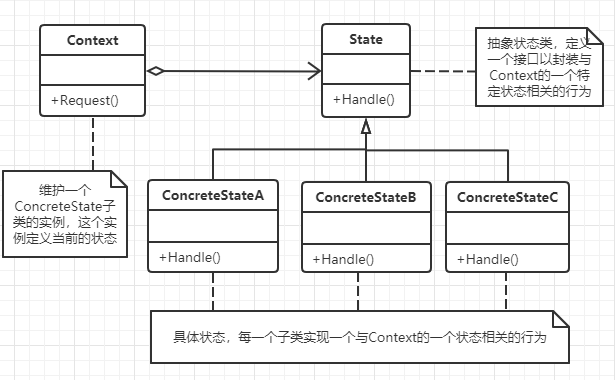 Context
+Request()
State
+Handle()
抽象状态类，定义
一个接口以封装与
Context的一个特
定状态相关的行为
维护一个
ConcreteState子
类的实例，这个实
例定义当前的状态
ConcreteStateA
+Handle()
ConcreteStateB
+Handle()
ConcreteStateC
+Handle()
具体状态，每一个子类实现一个与Context的一个状态相关的行为